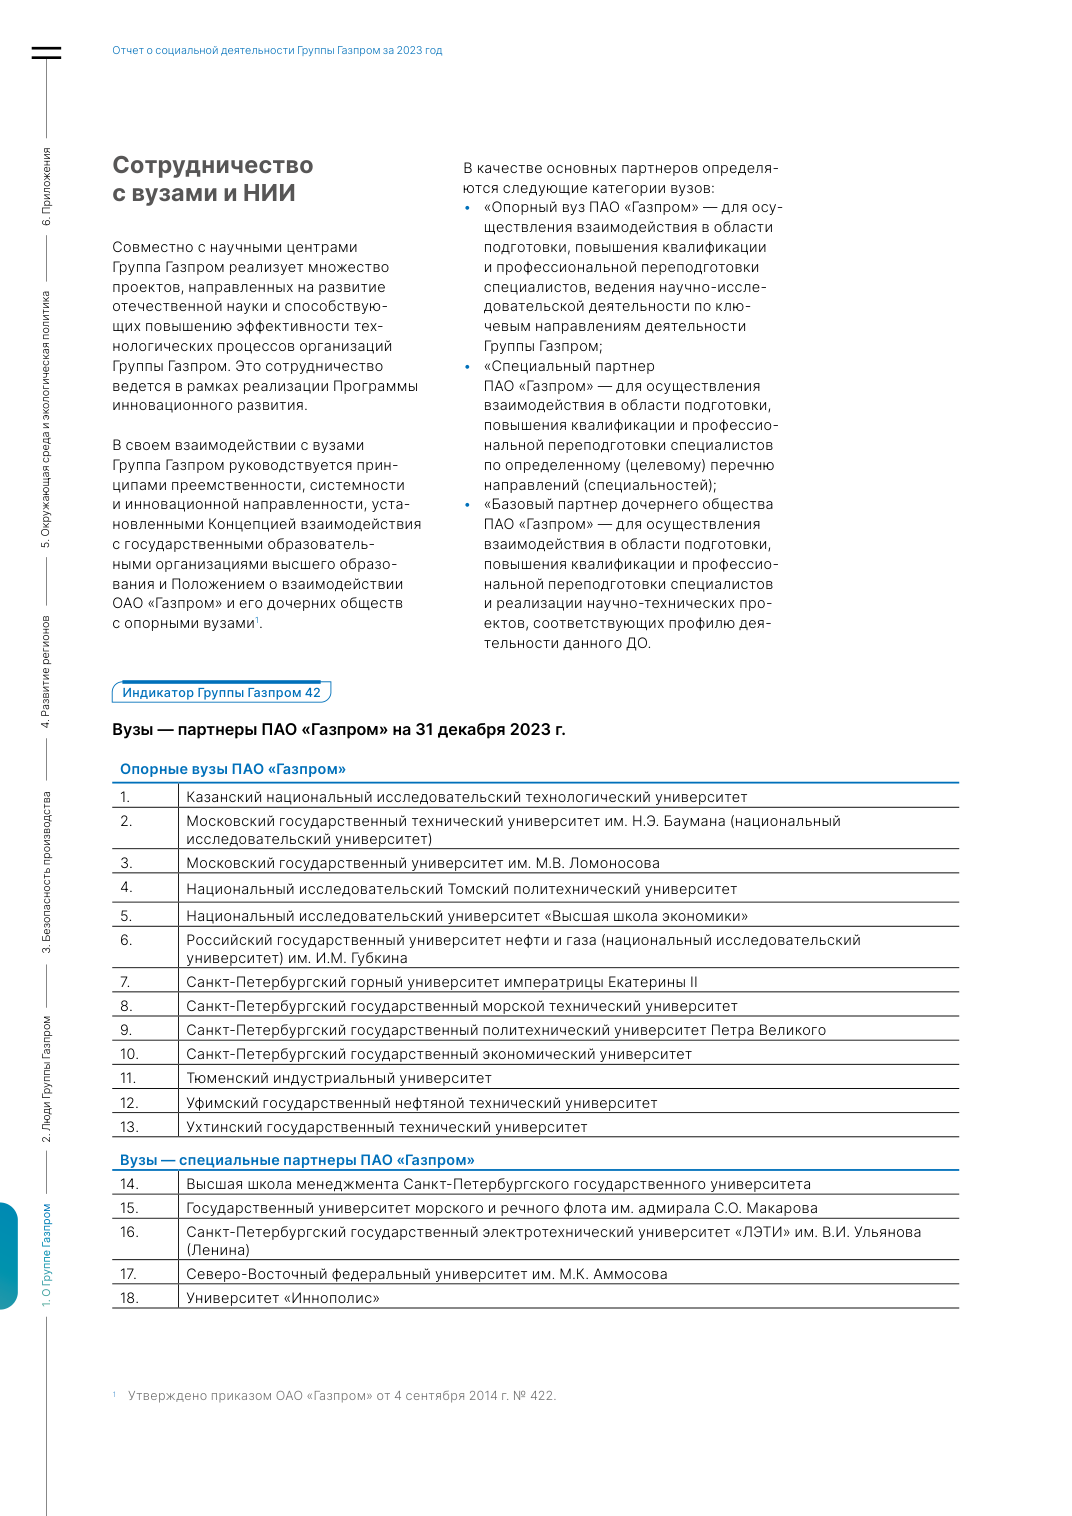 Отчет о социальной деятельности Группы Газпром за 2023 год
6. Приложения
5. Окружающая среда и экологическая политика
4. Развитие регионов
3. Безопасность производства
2. Люди Группы Газпром
1. О Группе Газпром
Сотрудничество
с вузами и НИИ
Совместно с научными центрами
Группа Газпром реализует множество
проектов, направленных на развитие
отечественной науки и способствую-
щих повышению эффективности тех-
нологических процессов организаций
Группы Газпром. Это сотрудничество
ведется в рамках реализации Программы
инновационного развития.
В своем взаимодействии с вузами
Группа Газпром руководствуется прин-
ципами преемственности, системности
и инновационной направленности, уста-
новленными Концепцией взаимодействия
с государственными образователь-
ными организациями высшего образо-
вания и Положением о взаимодействии
ОАО «Газпром» и его дочерних обществ
с опорными вузами¹.
В качестве основных партнеров определя-
ются следующие категории вузов:
• «Опорный вуз ПАО «Газпром» — для осу-
ществления взаимодействия в области
подготовки, повышения квалификации
и профессиональной переподготовки
специалистов, ведения научно-иссле-
довательской деятельности по клю-
чевым направлениям деятельности
Группы Газпром;
• «Специальный партнер
ПАО «Газпром» — для осуществления
взаимодействия в области подготовки,
повышения квалификации и профессио-
нальной переподготовки специалистов
по определенному (целевому) перечню
направлений (специальностей);
• «Базовый партнер дочернего общества
ПАО «Газпром» — для осуществления
взаимодействия в области подготовки,
повышения квалификации и профессио-
нальной переподготовки специалистов
и реализации научно-технических про-
ектов, соответствующих профилю дея-
тельности данного ДО.
Индикатор Группы Газпром 42
Вузы — партнеры ПАО «Газпром» на 31 декабря 2023 г.
Опорные вузы ПАО «Газпром»
1. Казанский национальный исследовательский технологический университет
2. Московский государственный технический университет им. Н.Э. Баумана (национальный
исследовательский университет)
3. Московский государственный университет им. М.В. Ломоносова
4. Национальный исследовательский Томский политехнический университет
5. Национальный исследовательский университет «Высшая школа экономики»
6. Российский государственный университет нефти и газа (национальный исследовательский
университет) им. И.М. Губкина
7. Санкт-Петербургский горный университет императрицы Екатерины II
8. Санкт-Петербургский государственный морской технический университет
9. Санкт-Петербургский государственный политехнический университет Петра Великого
10. Санкт-Петербургский государственный экономический университет
11. Тюменский индустриальный университет
12. Уфимский государственный нефтяной технический университет
13. Ухтинский государственный технический университет
Вузы — специальные партнеры ПАО «Газпром»
14. Высшая школа менеджмента Санкт-Петербургского государственного университета
15. Государственный университет морского и речного флота им. адмирала С.О. Макарова
16. Санкт-Петербургский государственный электротехнический университет «ЛЭТИ» им. В.И. Ульянова
(Ленина)
17. Северо-Восточный федеральный университет им. М.К. Аммосова
18. Университет «Иннополис»
¹ Утверждено приказом ОАО «Газпром» от 4 сентября 2014 г. № 422.